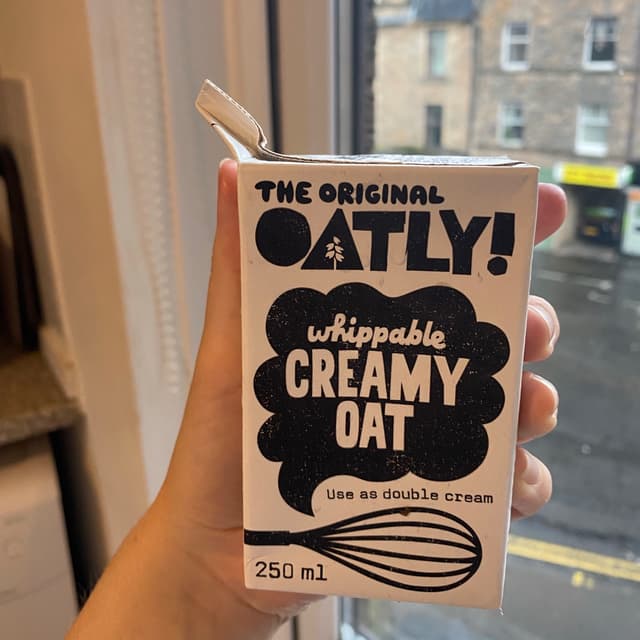 THE ORIGINAL
OATLY!
whippable
CREAMY
OAT
Use as double cream
250 ml